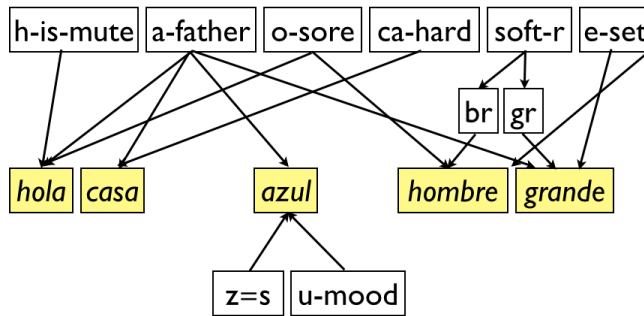 h-is-mute a-father o-sore ca-hard soft-r e-set
br gr
hola casa azul hombre grande
z=s u-mood